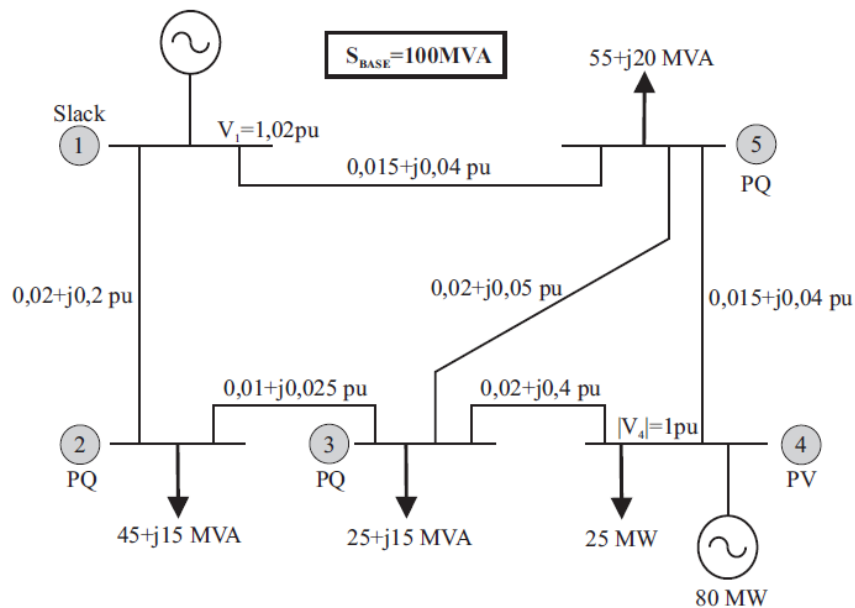 S_BASE=100MVA
55+j20 MVA
Slack
1
V₁=1,02pu
5
PQ
0,015+j0,04 pu
0,02+j0,2 pu
0,02+j0,05 pu
0,015+j0,04 pu
0,01+j0,025 pu
0,02+j0,4 pu
|V₄|=1pu
2
PQ
3
PQ
4
PV
45+j15 MVA
25+j15 MVA
25 MW
80 MW